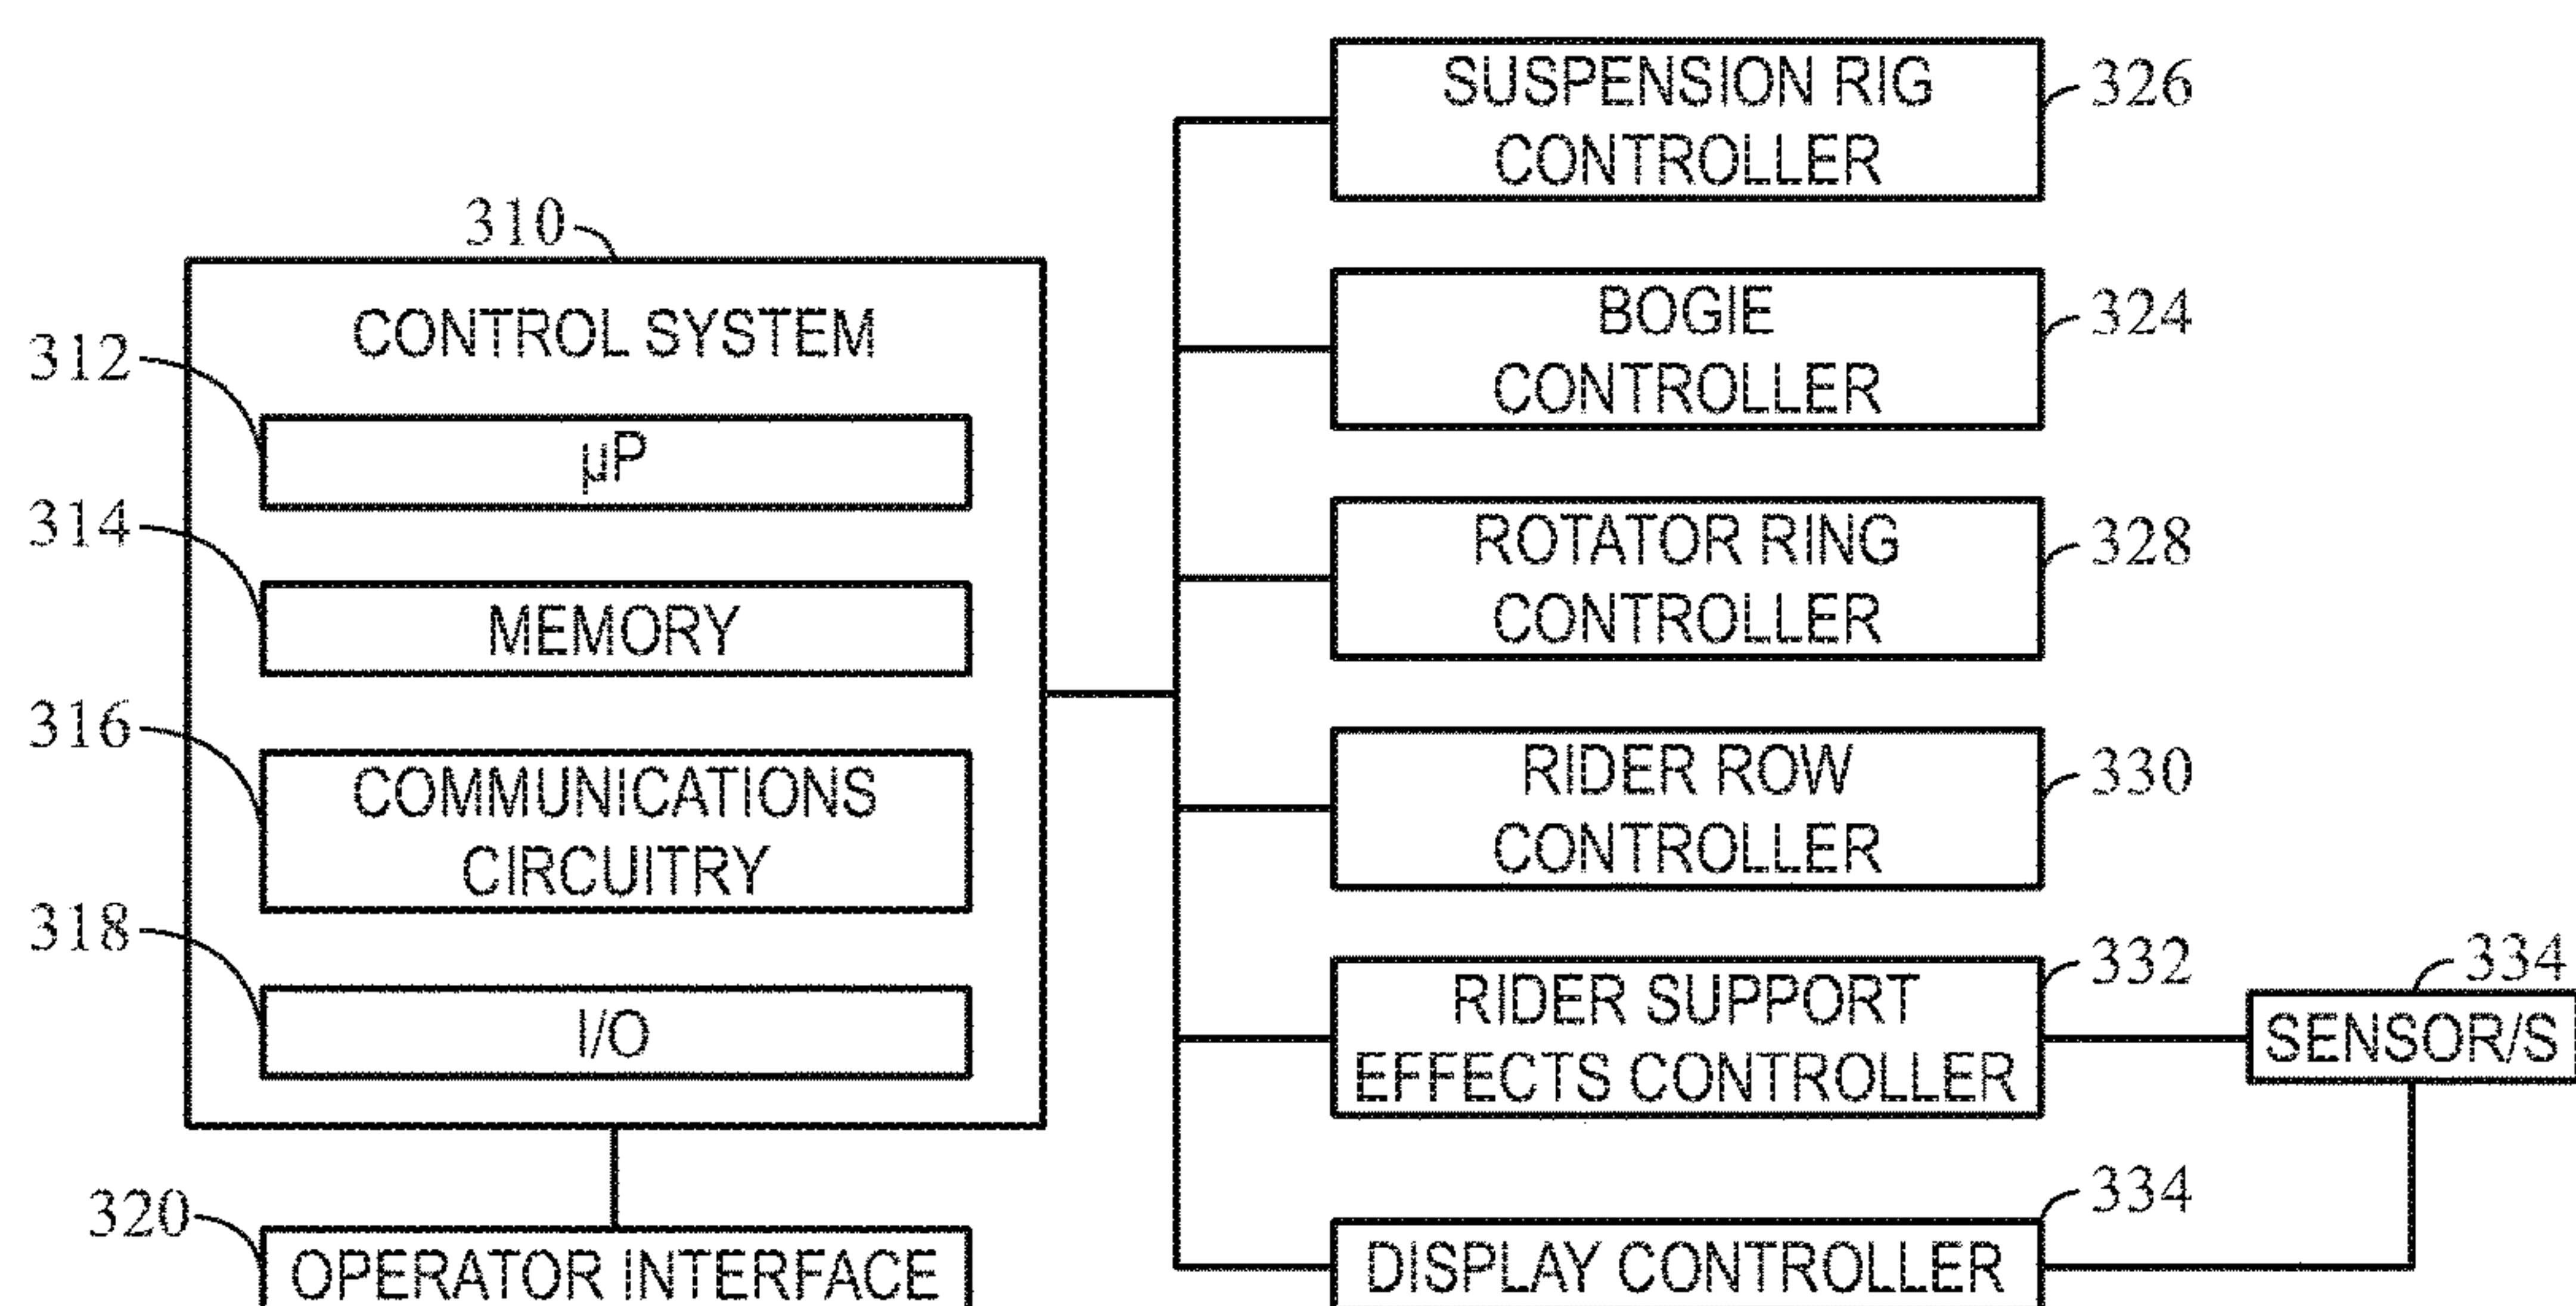 310
CONTROL SYSTEM
312
µP
314
MEMORY
316
COMMUNICATIONS
CIRCUITRY
318
I/O
320
OPERATOR INTERFACE
SUSPENSION RIG
CONTROLLER
326
BOGIE
CONTROLLER
324
ROTATOR RING
CONTROLLER
328
RIDER ROW
CONTROLLER
330
RIDER SUPPORT
EFFECTS CONTROLLER
332
334
SENSOR/S
DISPLAY CONTROLLER
334